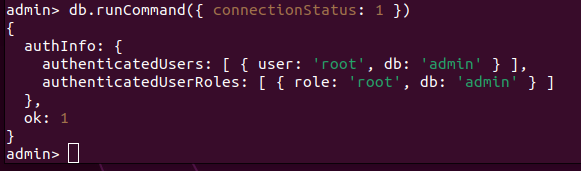 admin> db.runCommand({ connectionStatus: 1 })
{
  authInfo: {
    authenticatedUsers: [ { user: 'root', db: 'admin' } ],
    authenticatedUserRoles: [ { role: 'root', db: 'admin' } ]
  },
  ok: 1
}
admin>